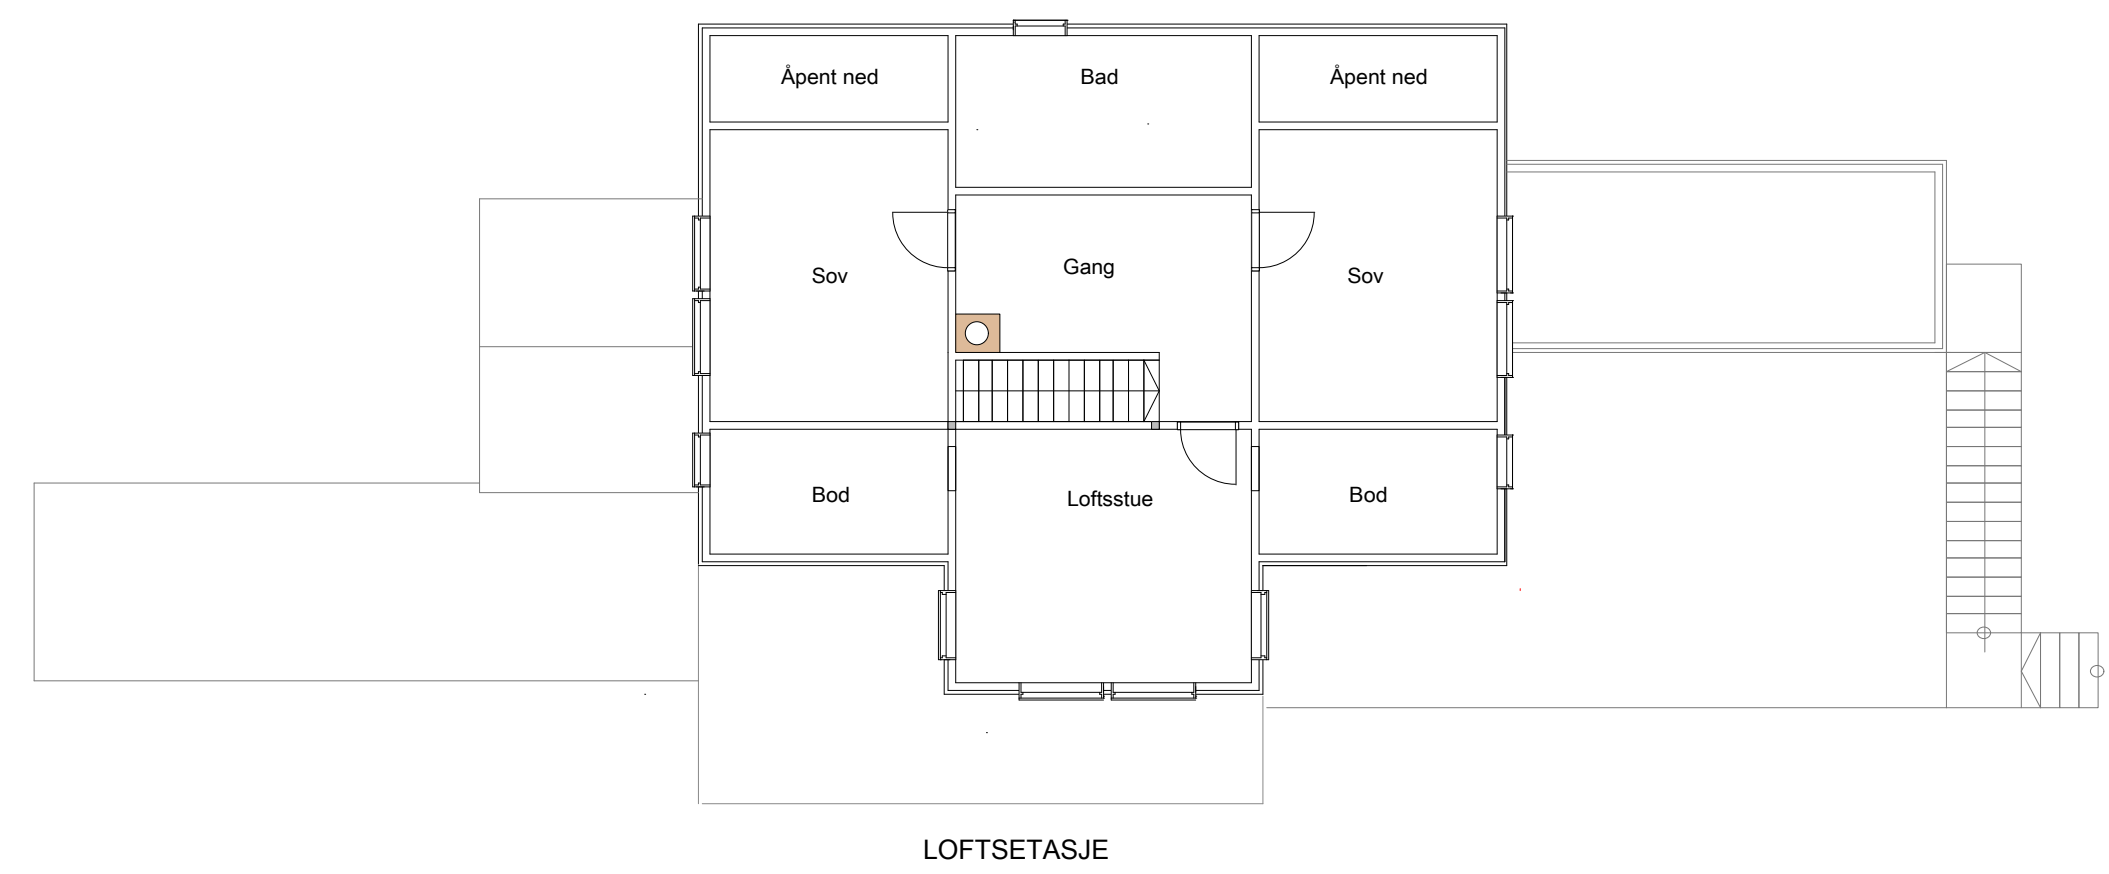 Åpent ned
Bad
Åpent ned
Sov
Gang
Sov
Bod
Loftsstue
Bod
LOFTSETASJE